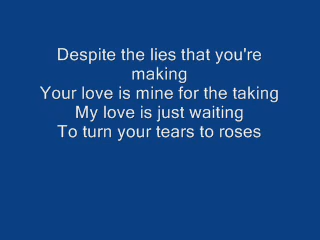 Despite the lies that you're
making
Your love is mine for the taking
My love is just waiting
To turn your tears to roses